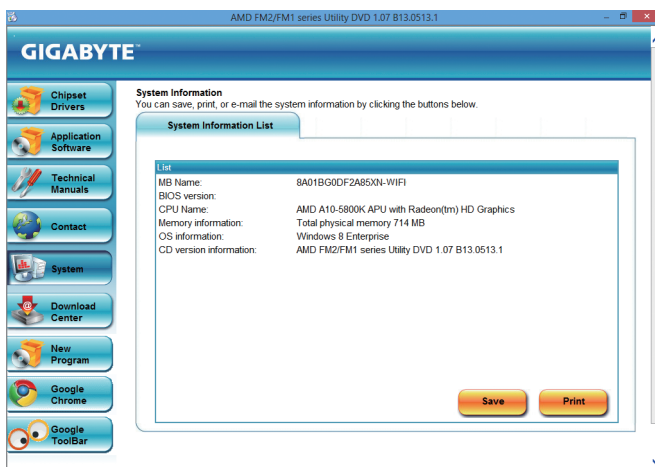 AMD FM2/FM1 series Utility DVD 1.07 B13.0513.1
GIGABYTE™
Chipset
Drivers
Application
Software
Technical
Manuals
Contact
System
Download
Center
New
Program
Google
Chrome
Google
ToolBar
System Information
You can save, print, or e-mail the system information by clicking the buttons below.
System Information List
List
MB Name: 8A01BG0DF2A85XN-WIFI
BIOS version:
CPU Name: AMD A10-5800K APU with Radeon(tm) HD Graphics
Memory information: Total physical memory 714 MB
OS information: Windows 8 Enterprise
CD version information: AMD FM2/FM1 series Utility DVD 1.07 B13.0513.1
Save Print